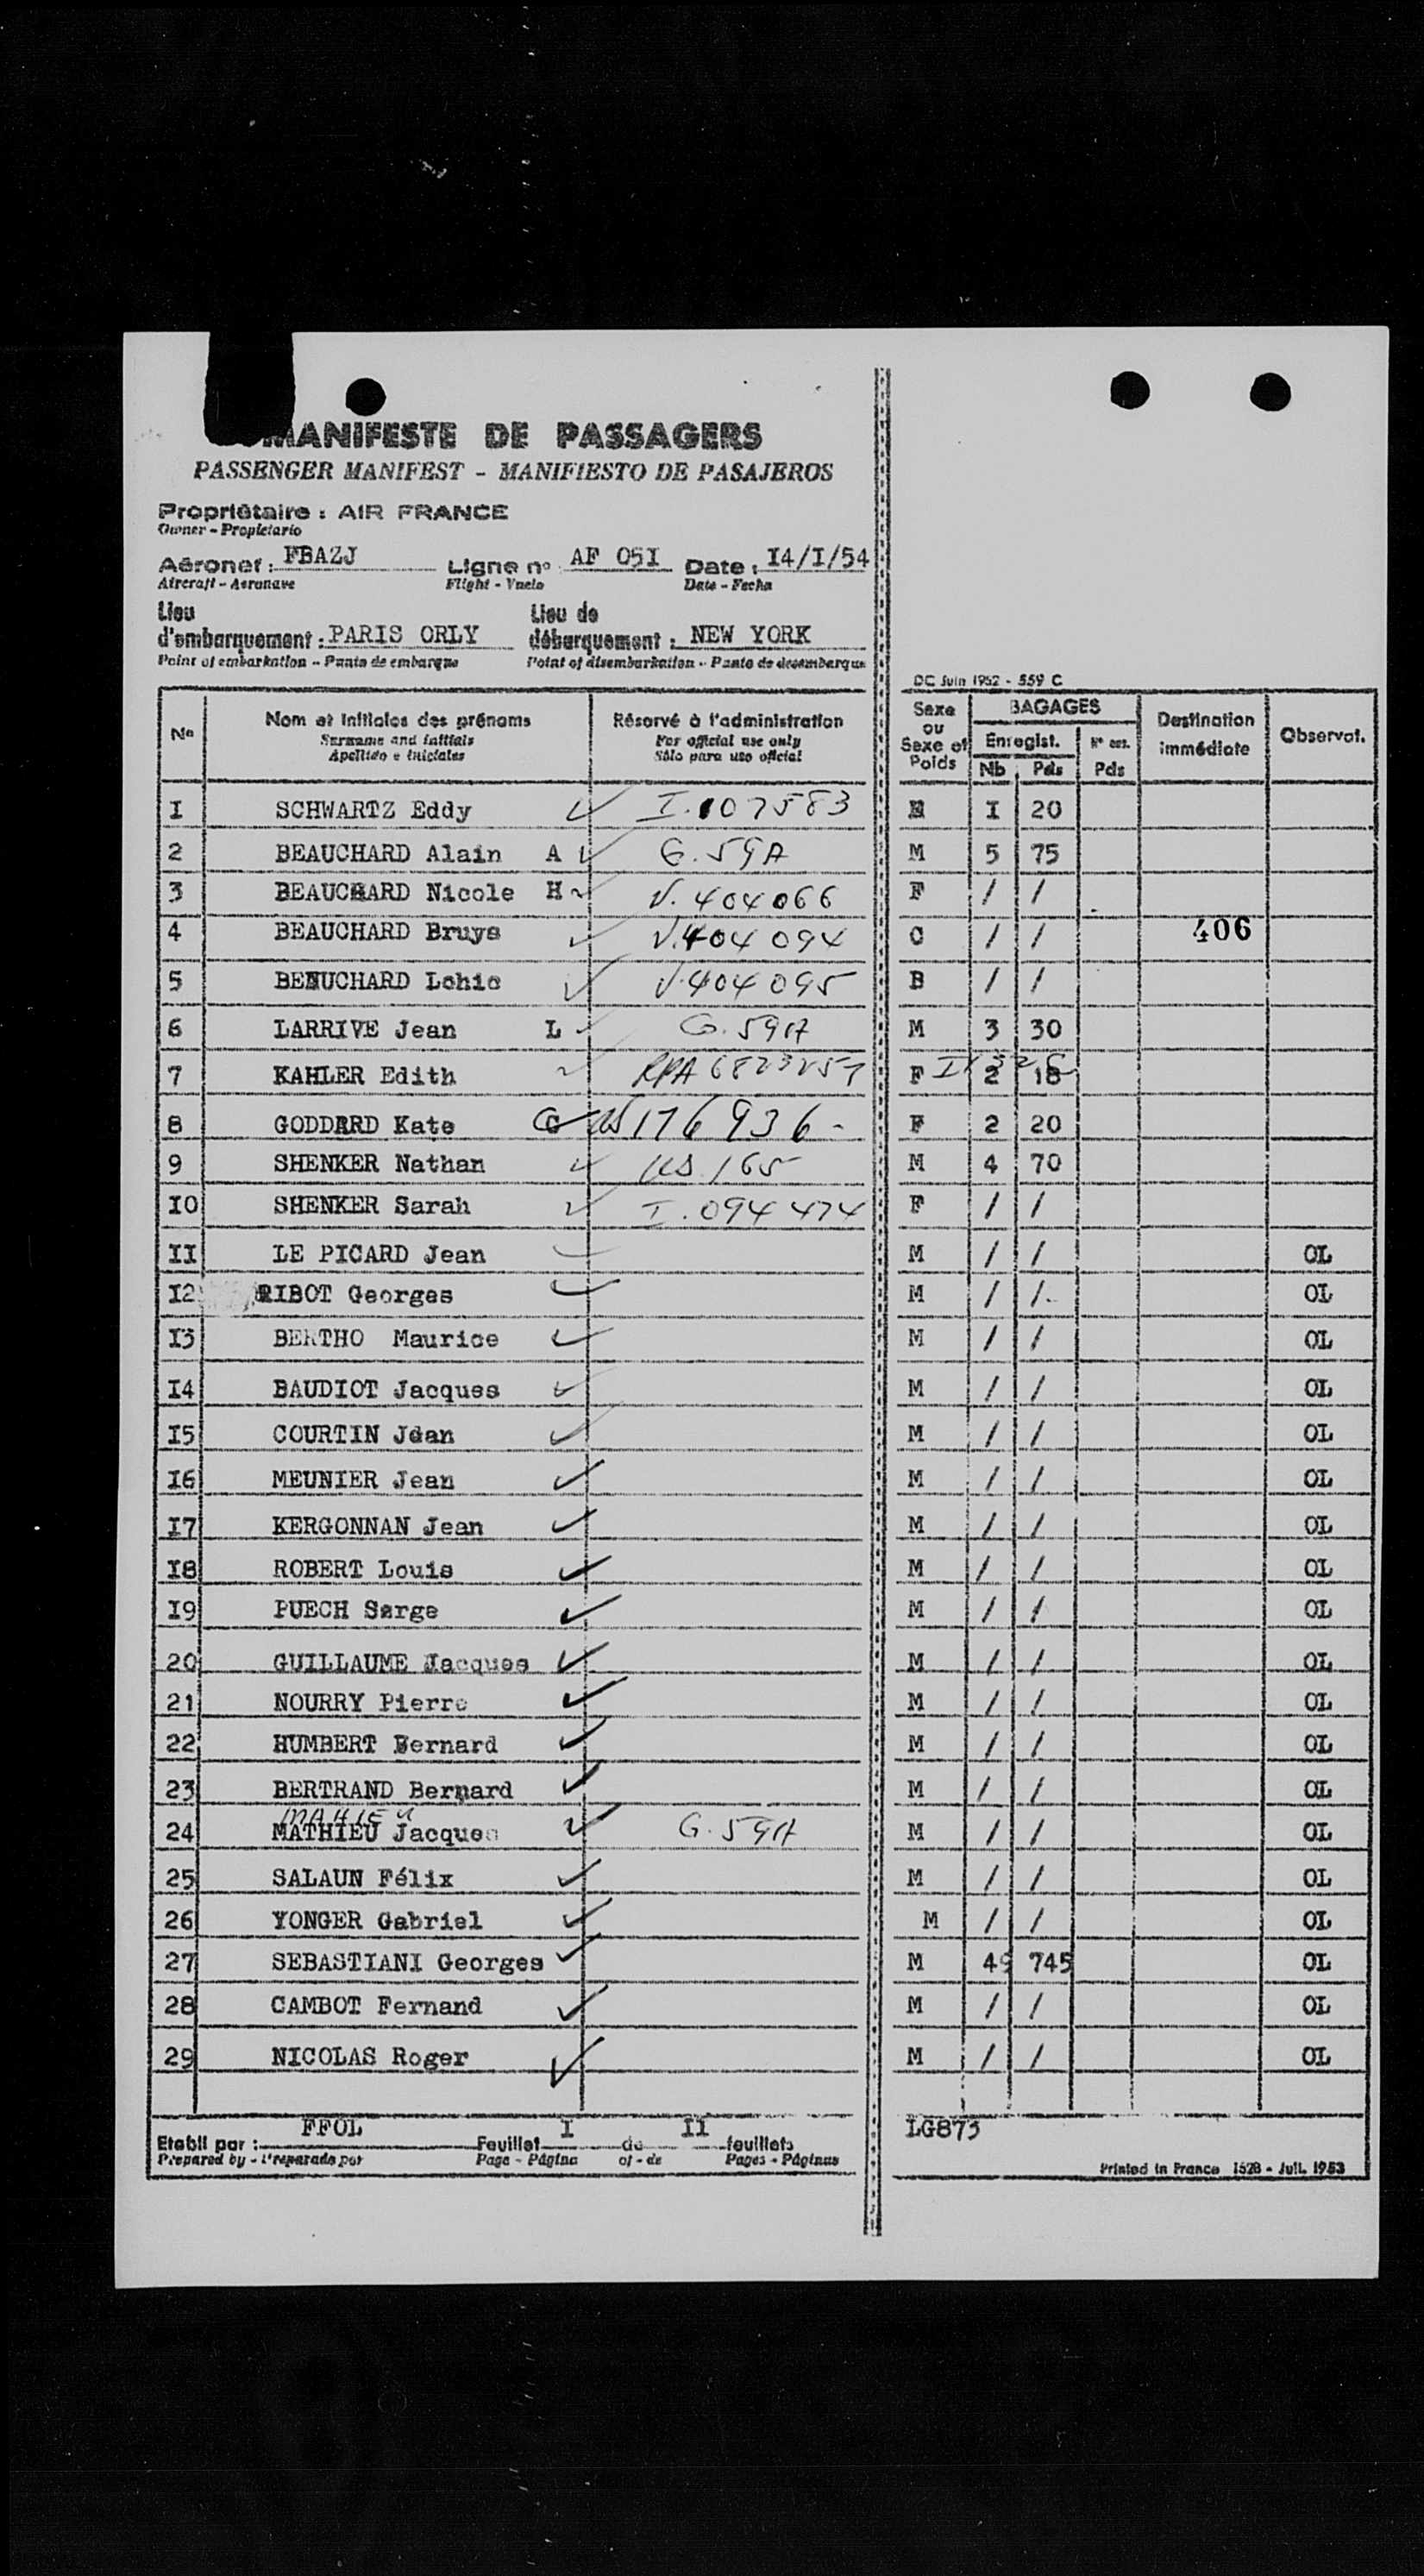 MANIFESTE DE PASSAGERS
PASSENGER MANIFEST - MANIFIESTO DE PASAJEROS
Propriétaire : AIR FRANCE
Owner - Propietario
Aéronef : FBAZJ Ligne n° AF 05I Date : I4/I/54
Aircraft - Aeronave Flight - Vuelo Date - Fecha
Lieu Lieu de
d'embarquement : PARIS ORLY débarquement : NEW YORK
Point of embarkation - Punto de embarque Point of disembarkation - Punto de desembarque
DC Juin 1952 - 559 C
N° Nom et initiales des prénoms Réservé à l'administration Sexe ou Sexe et Poids BAGAGES Destination immédiate Observat.
Surname and initials For official use only Enregist.
Apellido e iniciales Sólo para uso oficial Nb Pds Pds
I SCHWARTZ Eddy I.107583 I 20
2 BEAUCHARD Alain A G.59A M 5 75
3 BEAUCHARD Nicole H V.404066 F / /
4 BEAUCHARD Bruys V.404094 C / / 406
5 BEAUCHARD Lohic V.404095 B / /
6 LARRIVE Jean L G.59A M 3 30
7 KAHLER Edith F 2 18
8 GODDARD Kate G US176936- F 2 20
9 SHENKER Nathan US.165 M 4 70
I0 SHENKER Sarah I.094474 F / /
II LE PICARD Jean M / / OL
I2 RIBOT Georges M / / OL
I3 BERTHO Maurice M / / OL
I4 BAUDIOT Jacques M / / OL
I5 COURTIN Jean M / / OL
I6 MEUNIER Jean M / / OL
I7 KERGONNAN Jean M / / OL
I8 ROBERT Louis M / / OL
I9 PUECH Serge M / / OL
20 GUILLAUME Jacques M / / OL
21 NOURRY Pierre M / / OL
22 HUMBERT Bernard M / / OL
23 BERTRAND Bernard M / / OL
MAHIEU
24 MATHIEU Jacques G.59A M / / OL
25 SALAUN Félix M / / OL
26 YONGER Gabriel M / / OL
27 SEBASTIANI Georges M 49 745 OL
28 CAMBOT Fernand M / / OL
29 NICOLAS Roger M / / OL
Etabli par : FFOL Feuillet I de II feuillets LG873
Prepared by - Preparado por Page - Página of - de Pages - Páginas
Printed in France 1528 - Juil. 1953